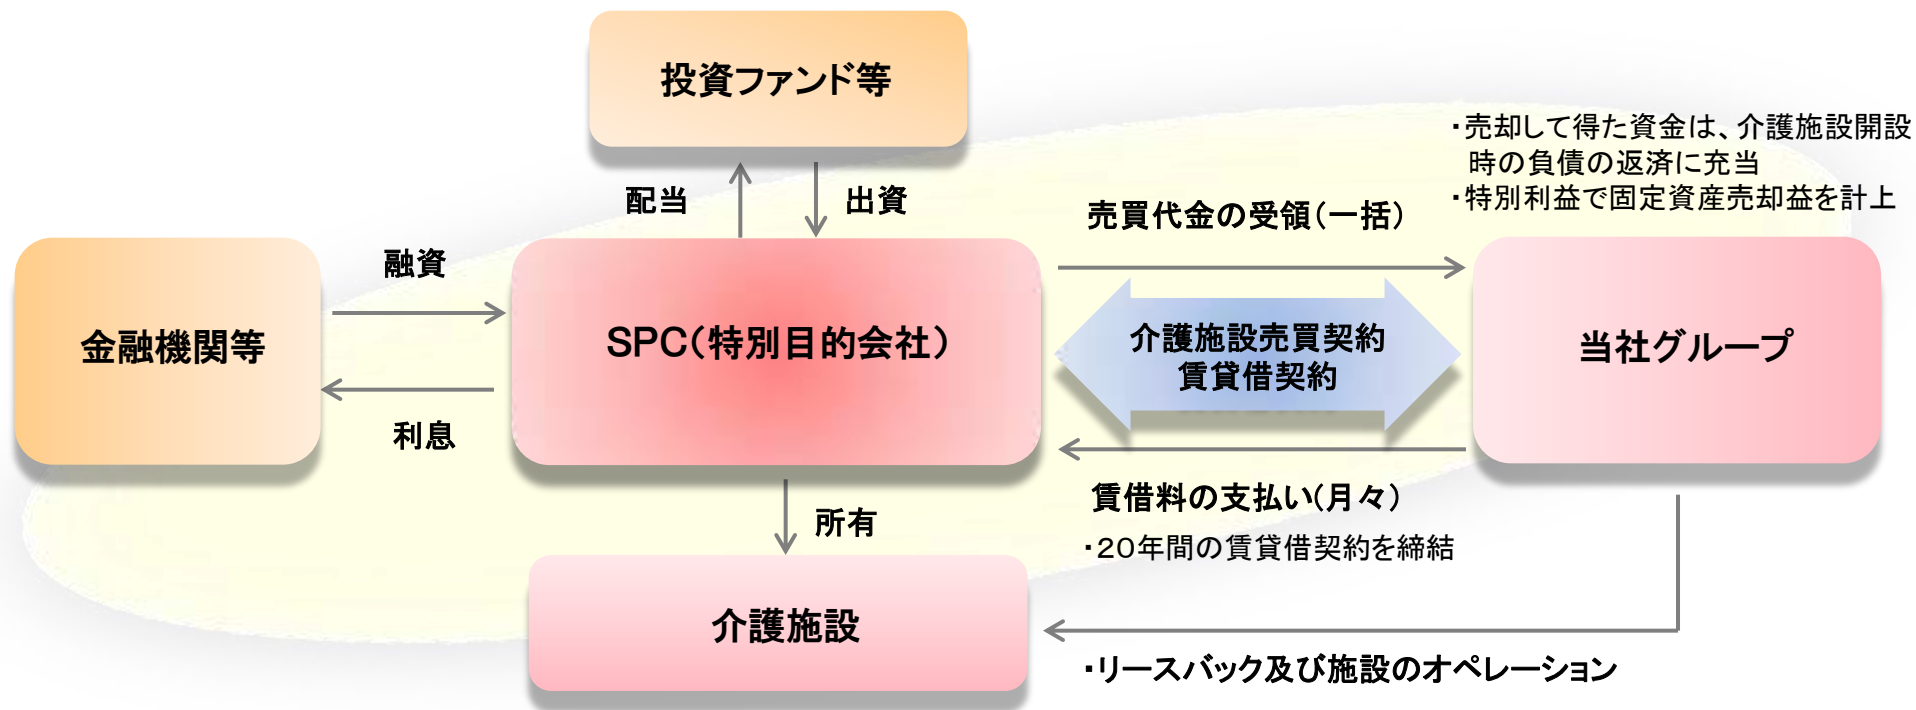 投資ファンド等
・売却して得た資金は、介護施設開設
時の負債の返済に充当
・特別利益で固定資産売却益を計上
配当
出資
売買代金の受領(一括)
融資
金融機関等
SPC(特別目的会社)
介護施設売買契約
賃貸借契約
当社グループ
利息
賃借料の支払い(月々)
・20年間の賃貸借契約を締結
所有
介護施設
・リースバック及び施設のオペレーション